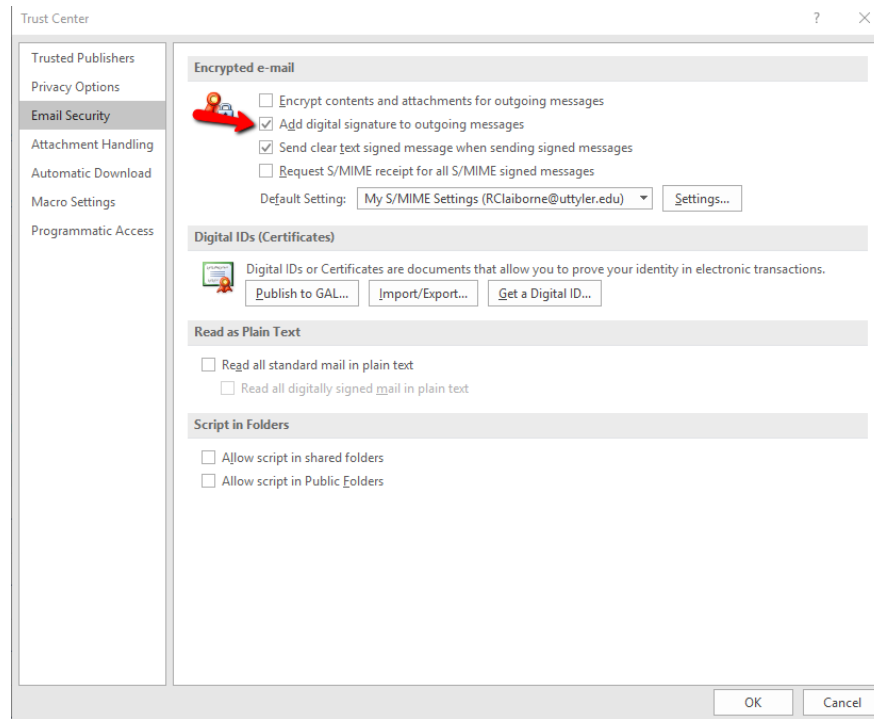 Trust Center ?
Trusted Publishers
Privacy Options
Email Security
Attachment Handling
Automatic Download
Macro Settings
Programmatic Access
Encrypted e-mail
Encrypt contents and attachments for outgoing messages
Add digital signature to outgoing messages
Send clear text signed message when sending signed messages
Request S/MIME receipt for all S/MIME signed messages
Default Setting: My S/MIME Settings (RClaiborne@uttyler.edu) Settings...
Digital IDs (Certificates)
Digital IDs or Certificates are documents that allow you to prove your identity in electronic transactions.
Publish to GAL... Import/Export... Get a Digital ID...
Read as Plain Text
Read all standard mail in plain text
Read all digitally signed mail in plain text
Script in Folders
Allow script in shared folders
Allow script in Public Folders
OK Cancel